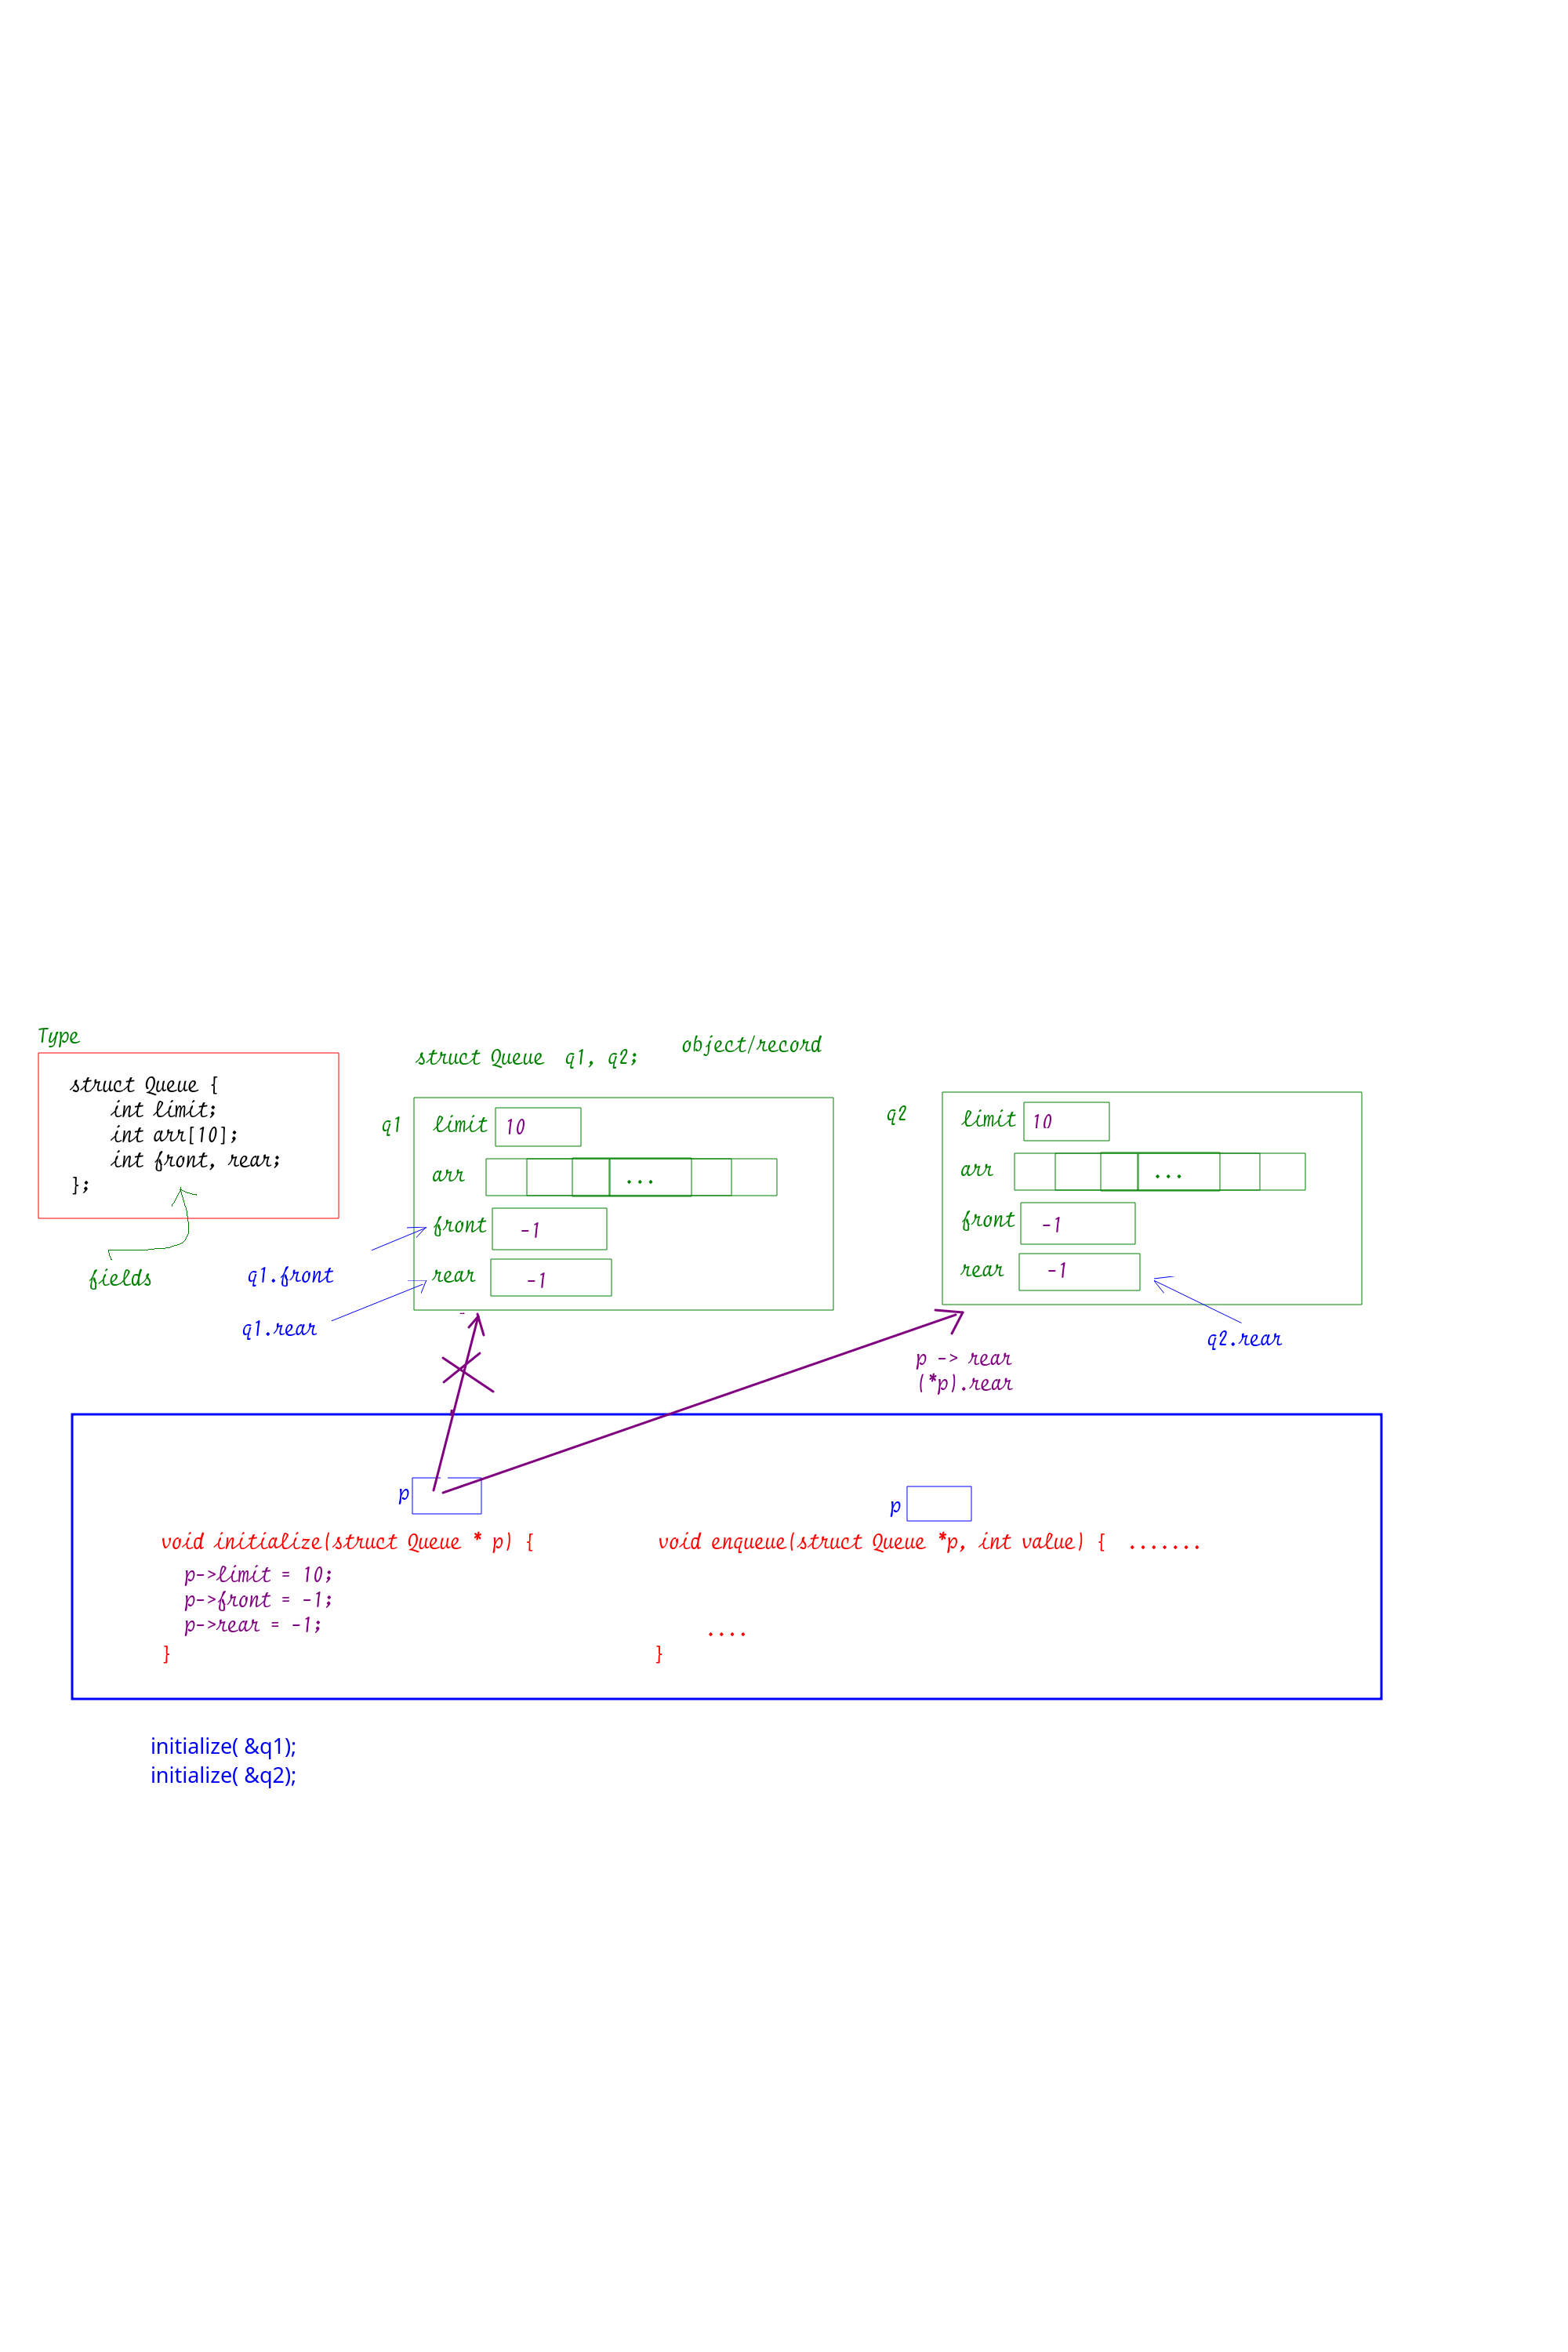 Type
struct Queue {
int limit;
int arr[10];
int front, rear;
};
fields
struct Queue  q1, q2;
object/record
q1
limit 10
arr ...
front -1
rear -1
q1.front
q1.rear
q2
limit 10
arr ...
front -1
rear -1
q2.rear
p -> rear
(*p).rear
p
void initialize(struct Queue * p) {
p->limit = 10;
p->front = -1;
p->rear = -1;
}
p
void enqueue(struct Queue *p, int value) {  .......
....
}
initialize( &q1);
initialize( &q2);